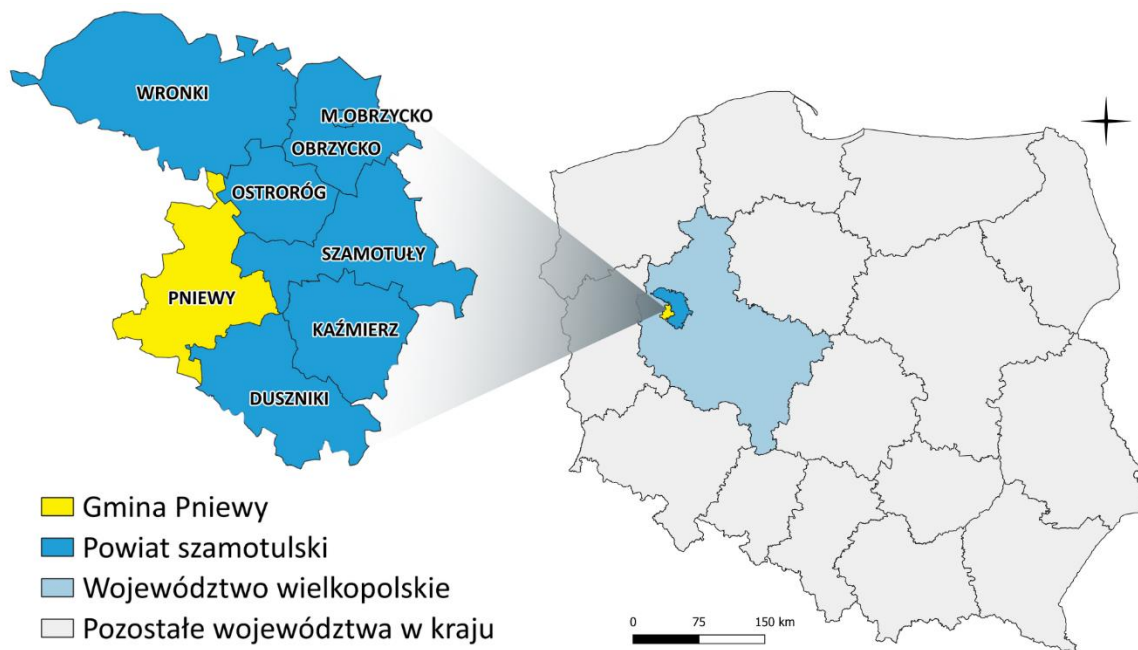 WRONKI
M.OBRZYCKO
OBRZYCKO
OSTRORÓG
SZAMOTUŁY
PNIEWY
KAŹMIERZ
DUSZNIKI
Gmina Pniewy
Powiat szamotulski
Województwo wielkopolskie
Pozostałe województwa w kraju
0 75 150 km